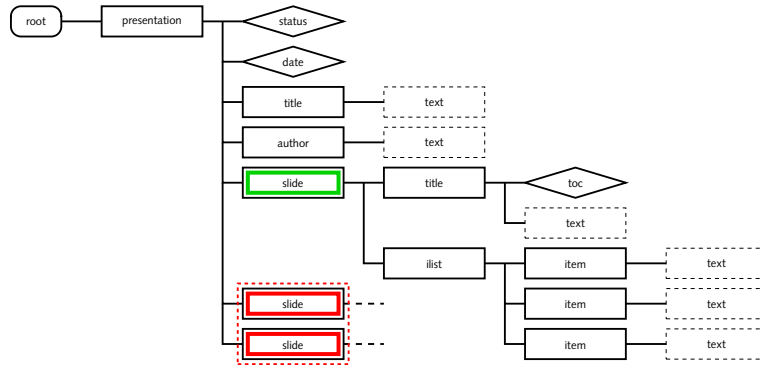 root presentation status
date
title text
author text
slide title toc
text
ilist item text
slide item text
slide item text